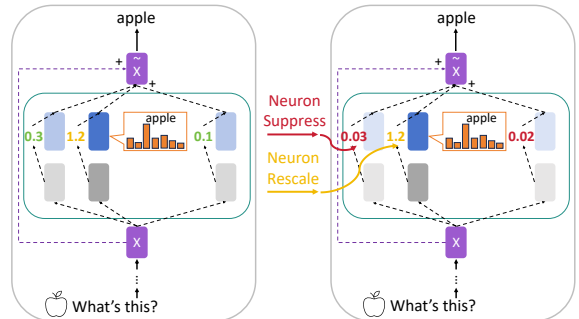 apple
+
x̃
+
0.3
1.2
apple
0.1
x
What's this?
Neuron
Suppress
Neuron
Rescale
apple
+
x̃
+
0.03
1.2
apple
0.02
x
What's this?